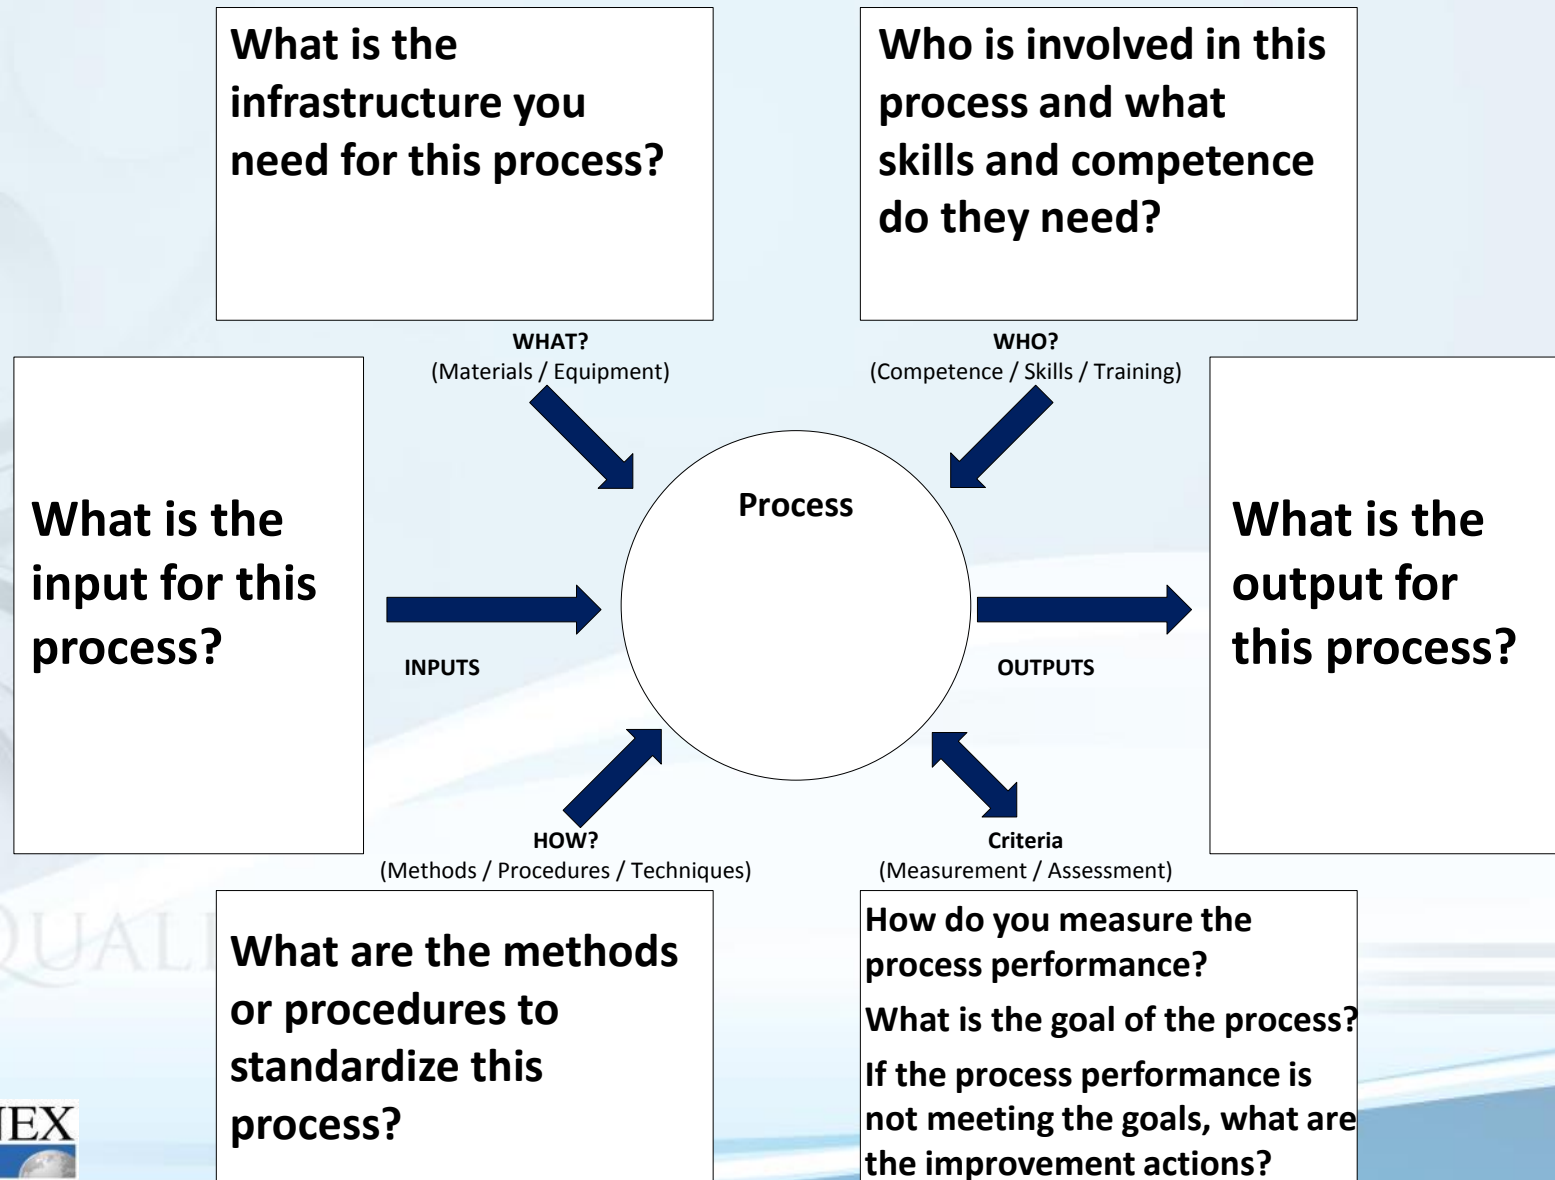 What is the
infrastructure you
need for this process?
Who is involved in this
process and what
skills and competence
do they need?
WHAT?
(Materials / Equipment)
WHO?
(Competence / Skills / Training)
What is the
input for this
process?
INPUTS
Process
OUTPUTS
What is the
output for
this process?
HOW?
(Methods / Procedures / Techniques)
Criteria
(Measurement / Assessment)
What are the methods
or procedures to
standardize this
process?
How do you measure the
process performance?
What is the goal of the process?
If the process performance is
not meeting the goals, what are
the improvement actions?
QUALI
NEX